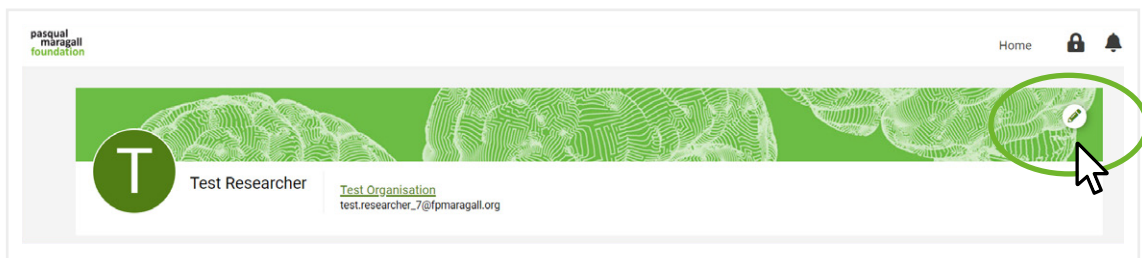 pasqual
maragall
foundation
Home
T
Test Researcher
Test Organisation
test.researcher_7@fpmaragall.org